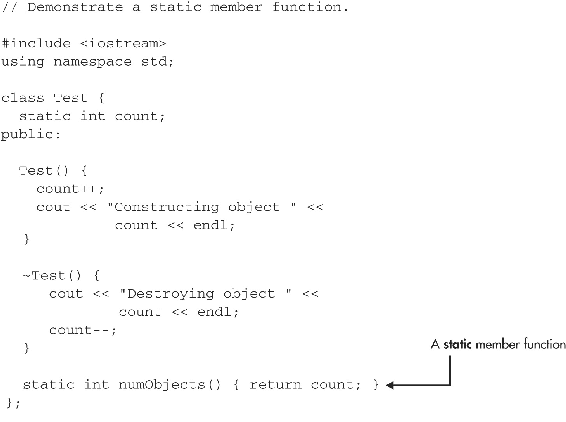 // Demonstrate a static member function.
#include <iostream>
using namespace std;
class Test {
static int count;
public:
Test() {
count++;
cout << "Constructing object " <<
count << endl;
}
~Test() {
cout << "Destroying object " <<
count << endl;
count--;
}
A static member function
static int numObjects() { return count; }
};